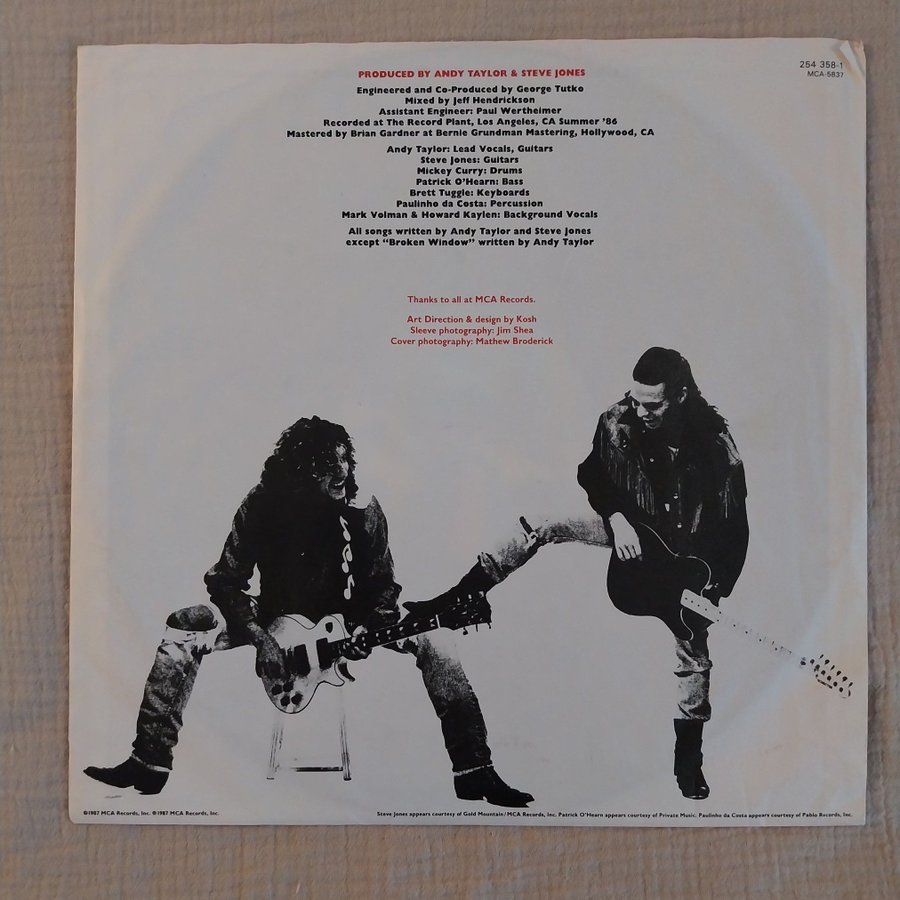 254 358-1
MCA-5837
PRODUCED BY ANDY TAYLOR & STEVE JONES
Engineered and Co-Produced by George Tutko
Mixed by Jeff Hendrickson
Assistant Engineer: Paul Wertheimer
Recorded at The Record Plant, Los Angeles, CA Summer '86
Mastered by Brian Gardner at Bernie Grundman Mastering, Hollywood, CA
Andy Taylor: Lead Vocals, Guitars
Steve Jones: Guitars
Mickey Curry: Drums
Patrick O'Hearn: Bass
Brett Tuggle: Keyboards
Paulinho da Costa: Percussion
Mark Volman & Howard Kaylen: Background Vocals
All songs written by Andy Taylor and Steve Jones
except "Broken Window" written by Andy Taylor
Thanks to all at MCA Records.
Art Direction & design by Kosh
Sleeve photography: Jim Shea
Cover photography: Mathew Broderick
©1987 MCA Records, Inc. ℗1987 MCA Records, Inc.
Steve Jones appears courtesy of Gold Mountain/MCA Records, Inc. Patrick O'Hearn appears courtesy of Private Music. Paulinho da Costa appears courtesy of Pablo Records, Inc.